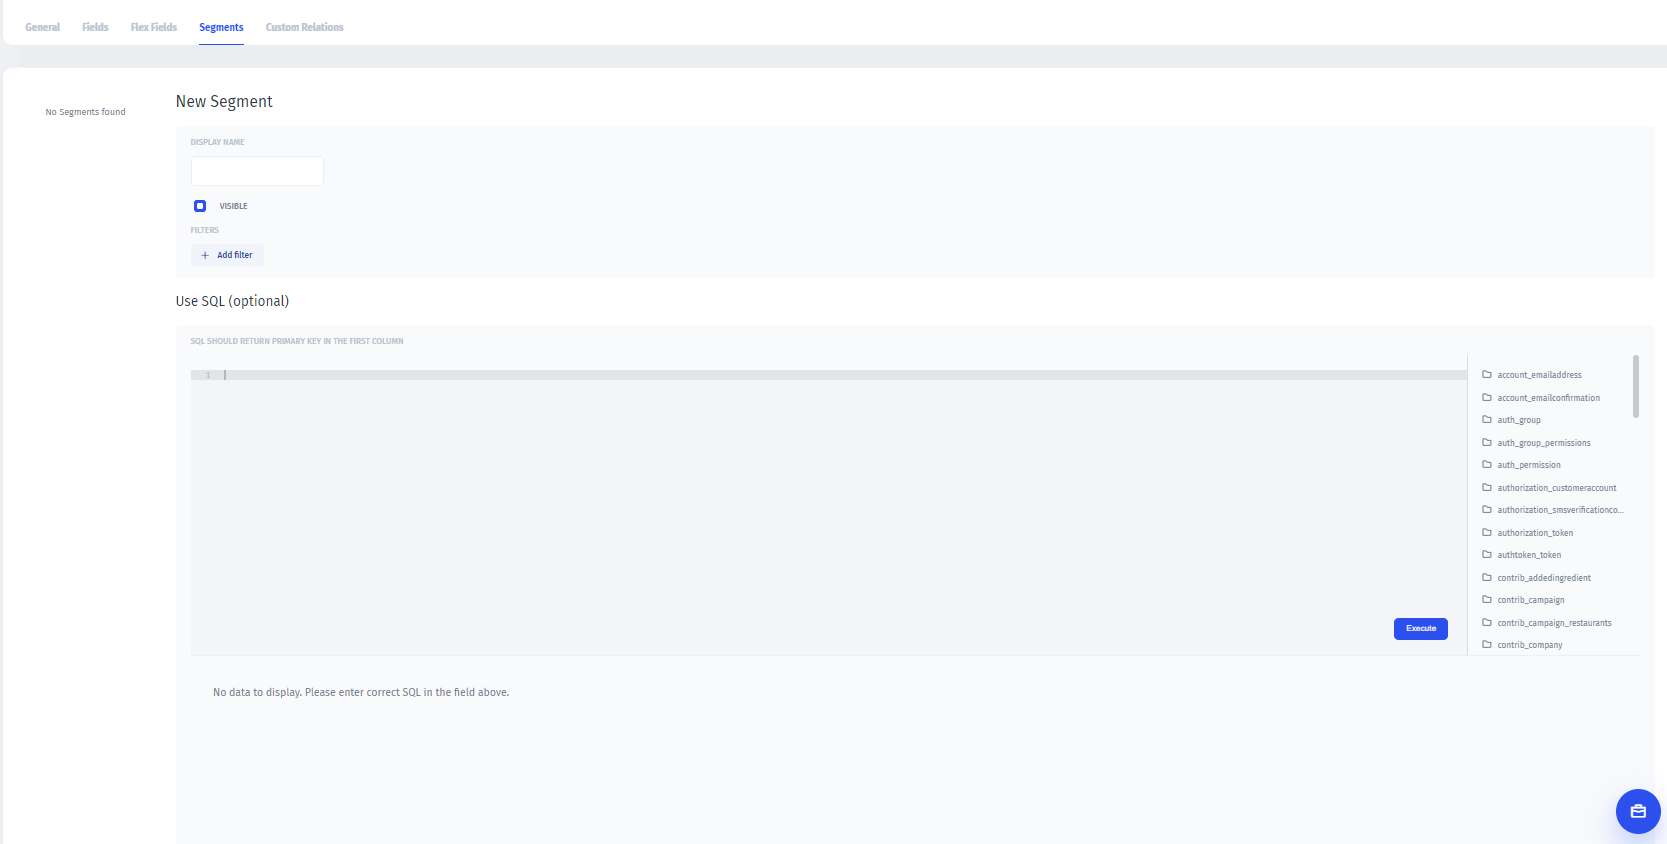 General Fields Flex Fields Segments Custom Relations
No Segments found
New Segment
DISPLAY NAME
VISIBLE
FILTERS
+ Add filter
Use SQL (optional)
SQL SHOULD RETURN PRIMARY KEY IN THE FIRST COLUMN
1
account_emailaddress
account_emailconfirmation
auth_group
auth_group_permissions
auth_permission
authorization_customeraccount
authorization_smsverificationco...
authorization_token
authtoken_token
contrib_addedingredient
contrib_campaign
contrib_campaign_restaurants
contrib_company
Execute
No data to display. Please enter correct SQL in the field above.